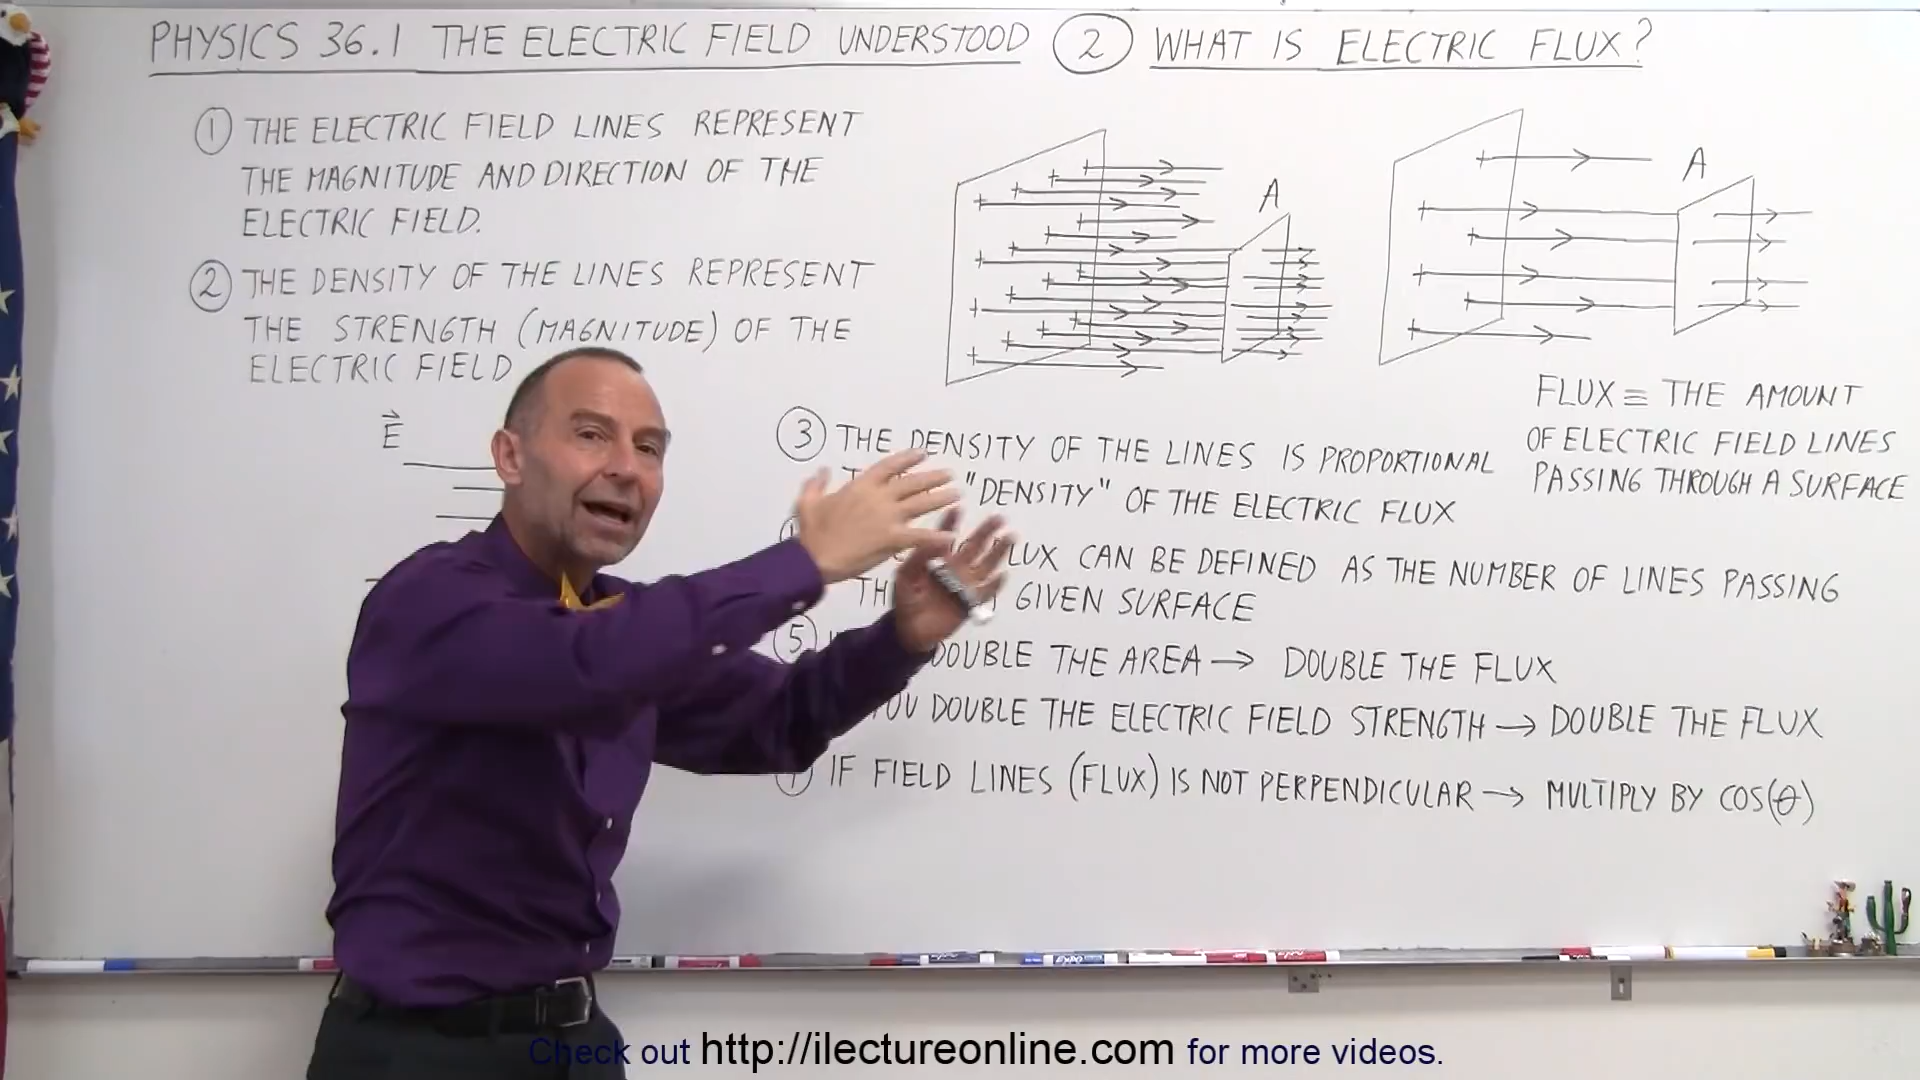 PHYSICS 36.1 THE ELECTRIC FIELD UNDERSTOOD ② WHAT IS ELECTRIC FLUX?
① THE ELECTRIC FIELD LINES REPRESENT
THE MAGNITUDE AND DIRECTION OF THE
ELECTRIC FIELD.
② THE DENSITY OF THE LINES REPRESENT
THE STRENGTH (MAGNITUDE) OF THE
ELECTRIC FIELD
E⃗
A
A
FLUX ≡ THE AMOUNT
OF ELECTRIC FIELD LINES
PASSING THROUGH A SURFACE
③ THE DENSITY OF THE LINES IS PROPORTIONAL
"DENSITY" OF THE ELECTRIC FLUX
FLUX CAN BE DEFINED AS THE NUMBER OF LINES PASSING
GIVEN SURFACE
⑤ DOUBLE THE AREA → DOUBLE THE FLUX
YOU DOUBLE THE ELECTRIC FIELD STRENGTH → DOUBLE THE FLUX
IF FIELD LINES (FLUX) IS NOT PERPENDICULAR → MULTIPLY BY COS(θ)
Check out http://ilectureonline.com for more videos.